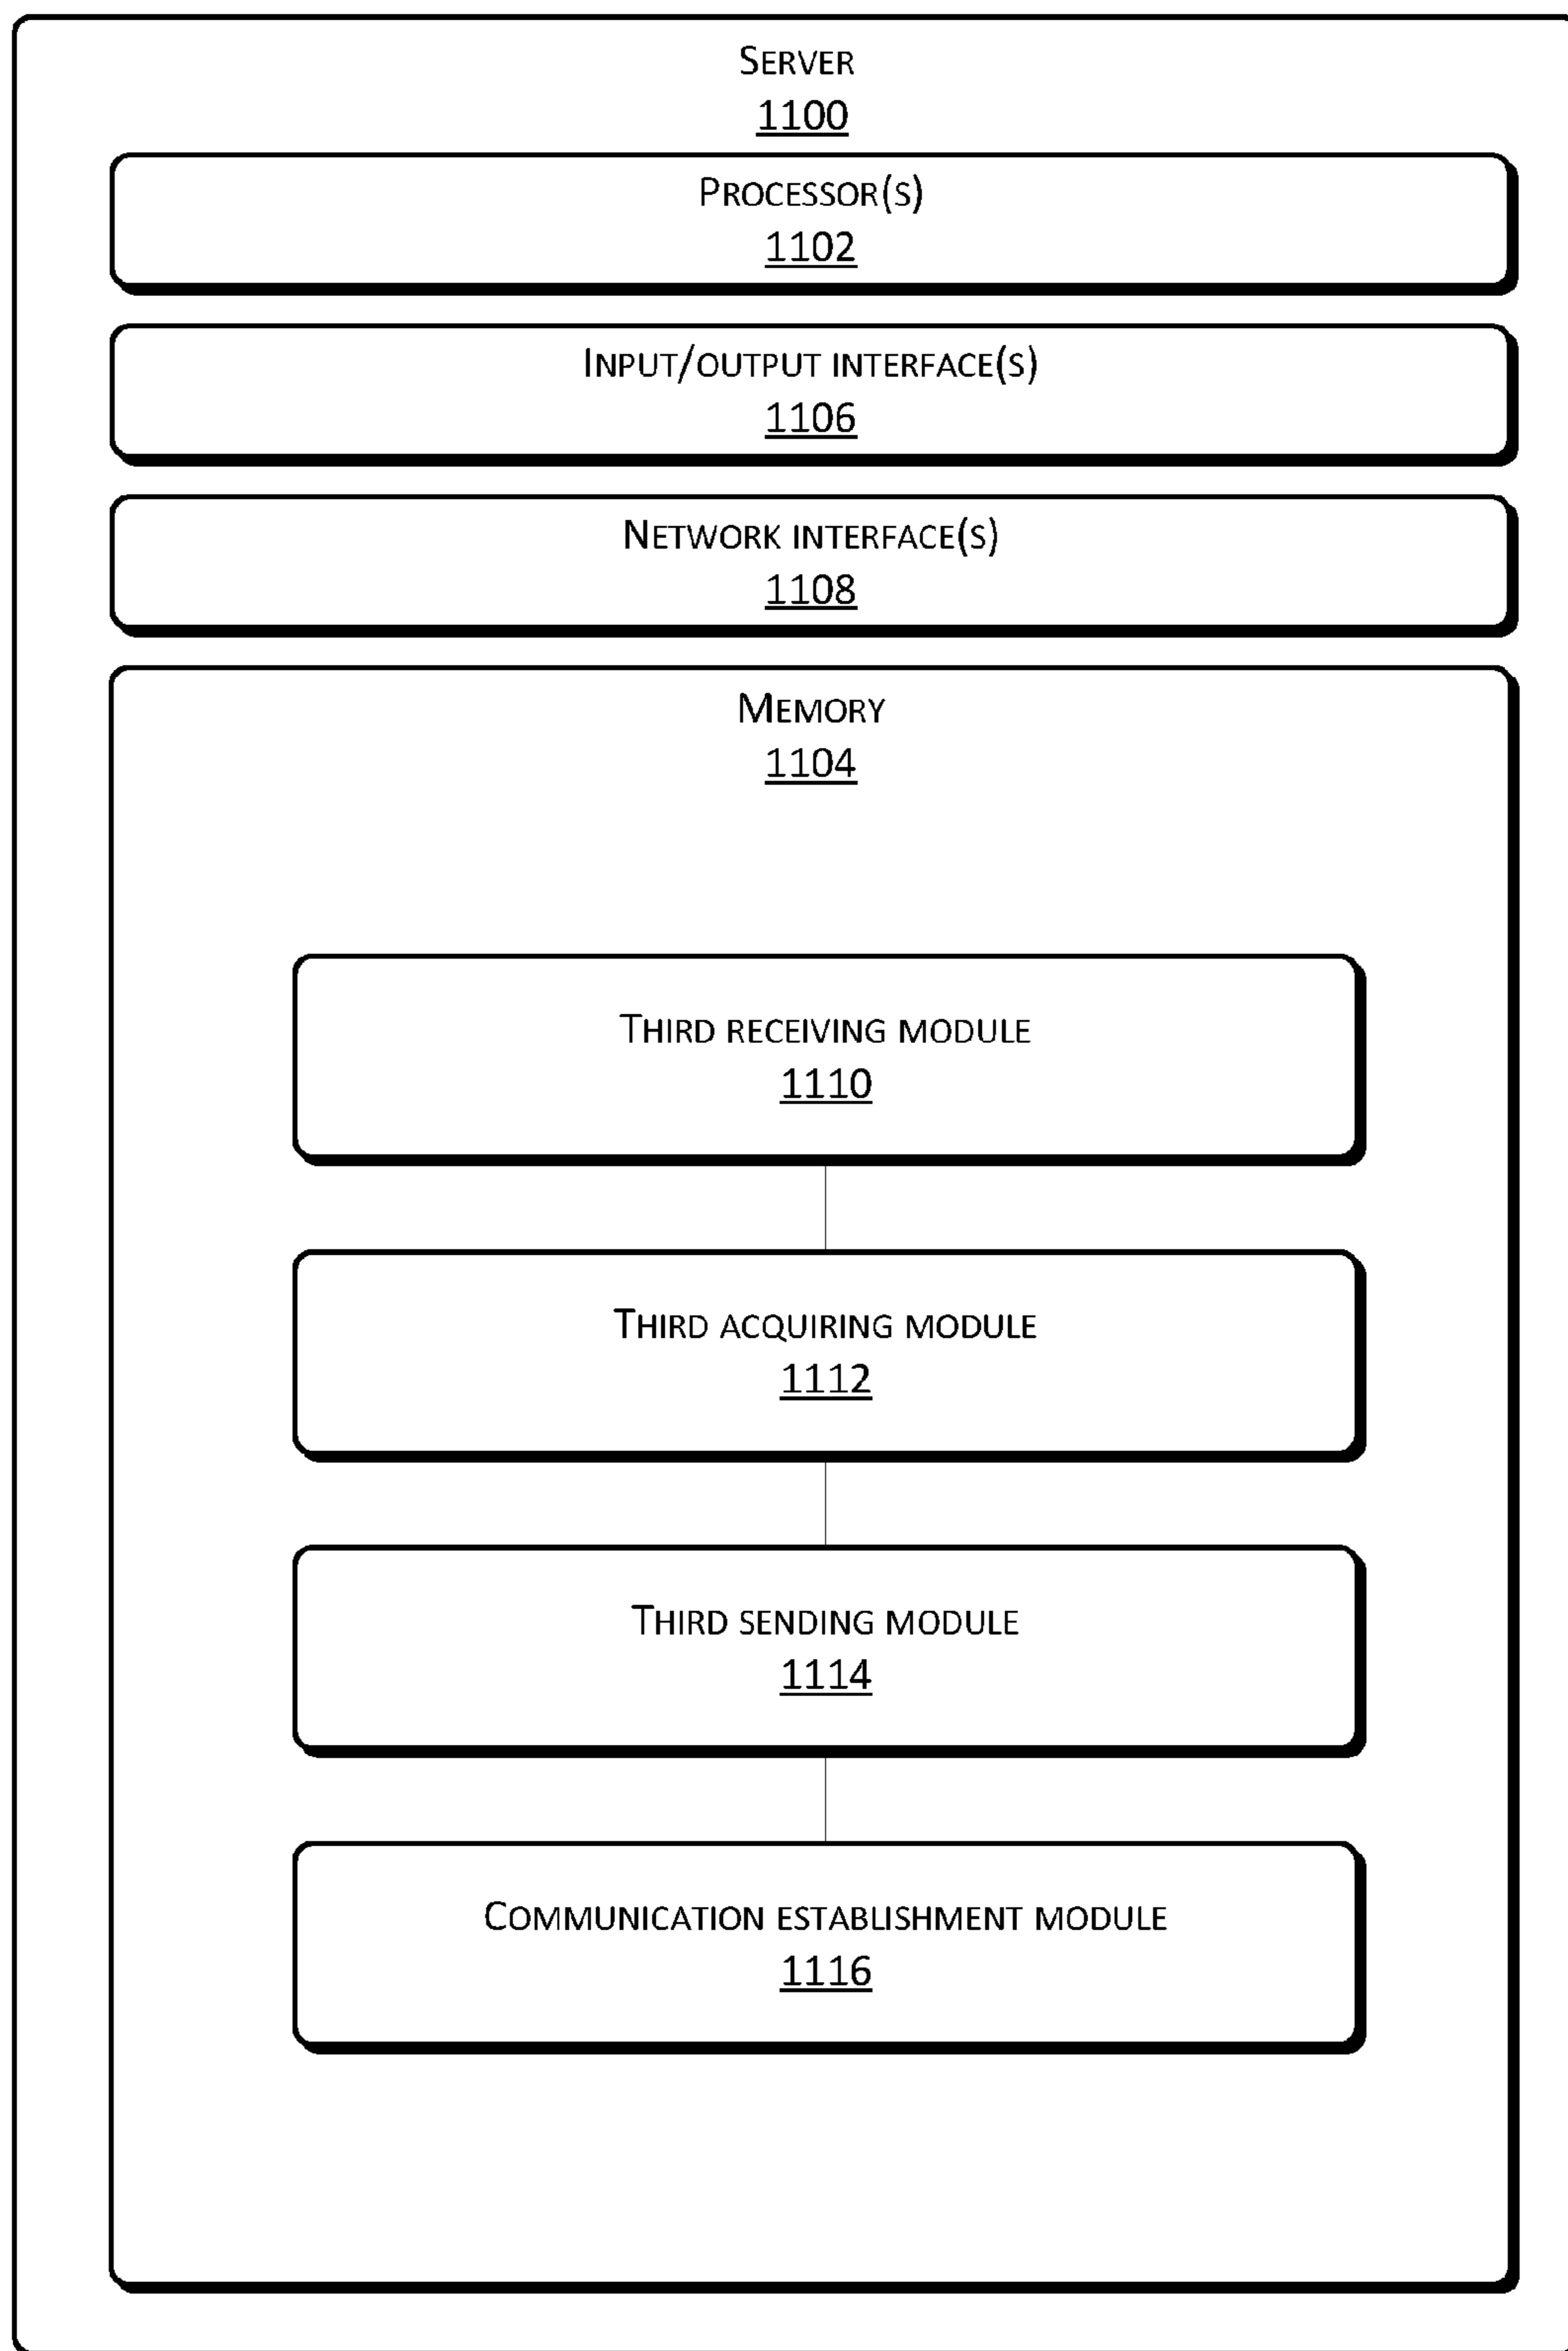 Server
1100
Processor(s)
1102
Input/output interface(s)
1106
Network interface(s)
1108
Memory
1104
Third receiving module
1110
Third acquiring module
1112
Third sending module
1114
Communication establishment module
1116